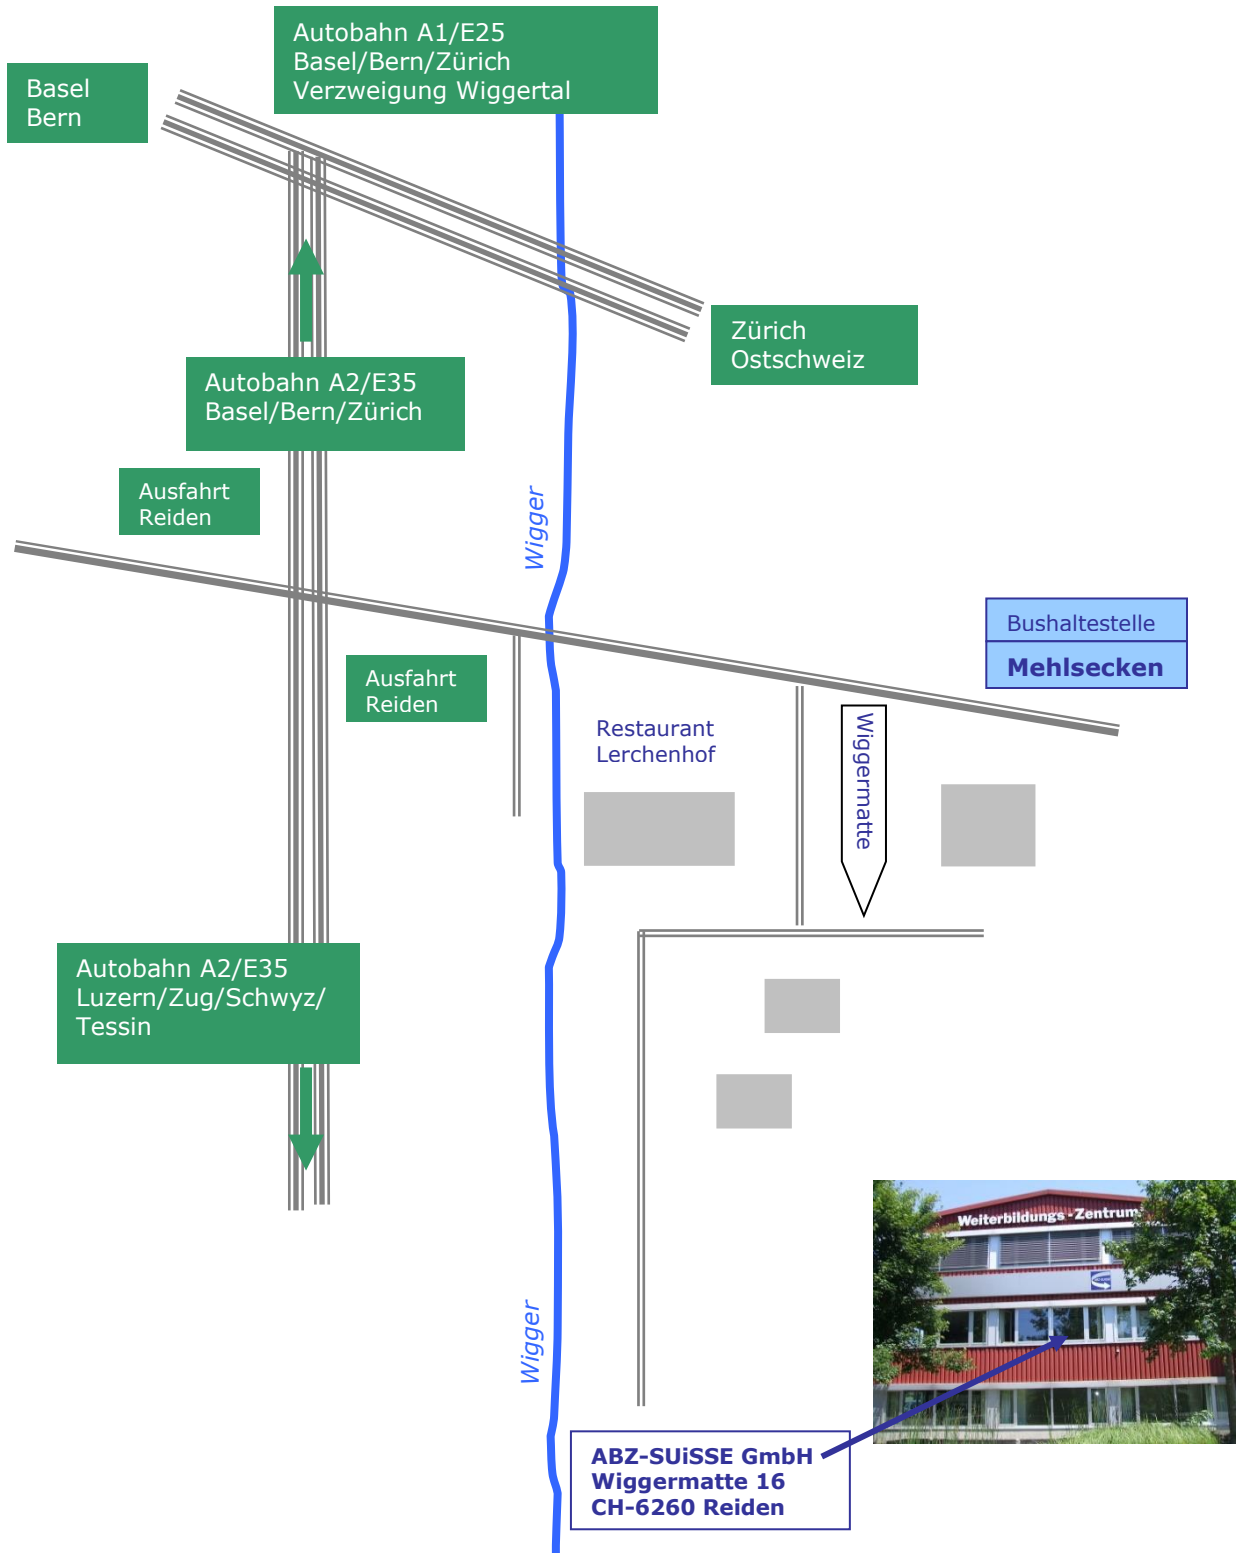 Autobahn A1/E25
Basel/Bern/Zürich
Verzweigung Wiggertal
Basel
Bern
Zürich
Ostschweiz
Autobahn A2/E35
Basel/Bern/Zürich
Ausfahrt
Reiden
Wigger
Bushaltestelle
Mehlsecken
Ausfahrt
Reiden
Restaurant
Lerchenhof
Wiggermatte
Autobahn A2/E35
Luzern/Zug/Schwyz/
Tessin
Weiterbildungs-Zentrum
Wigger
ABZ-SUiSSE GmbH
Wiggermatte 16
CH-6260 Reiden